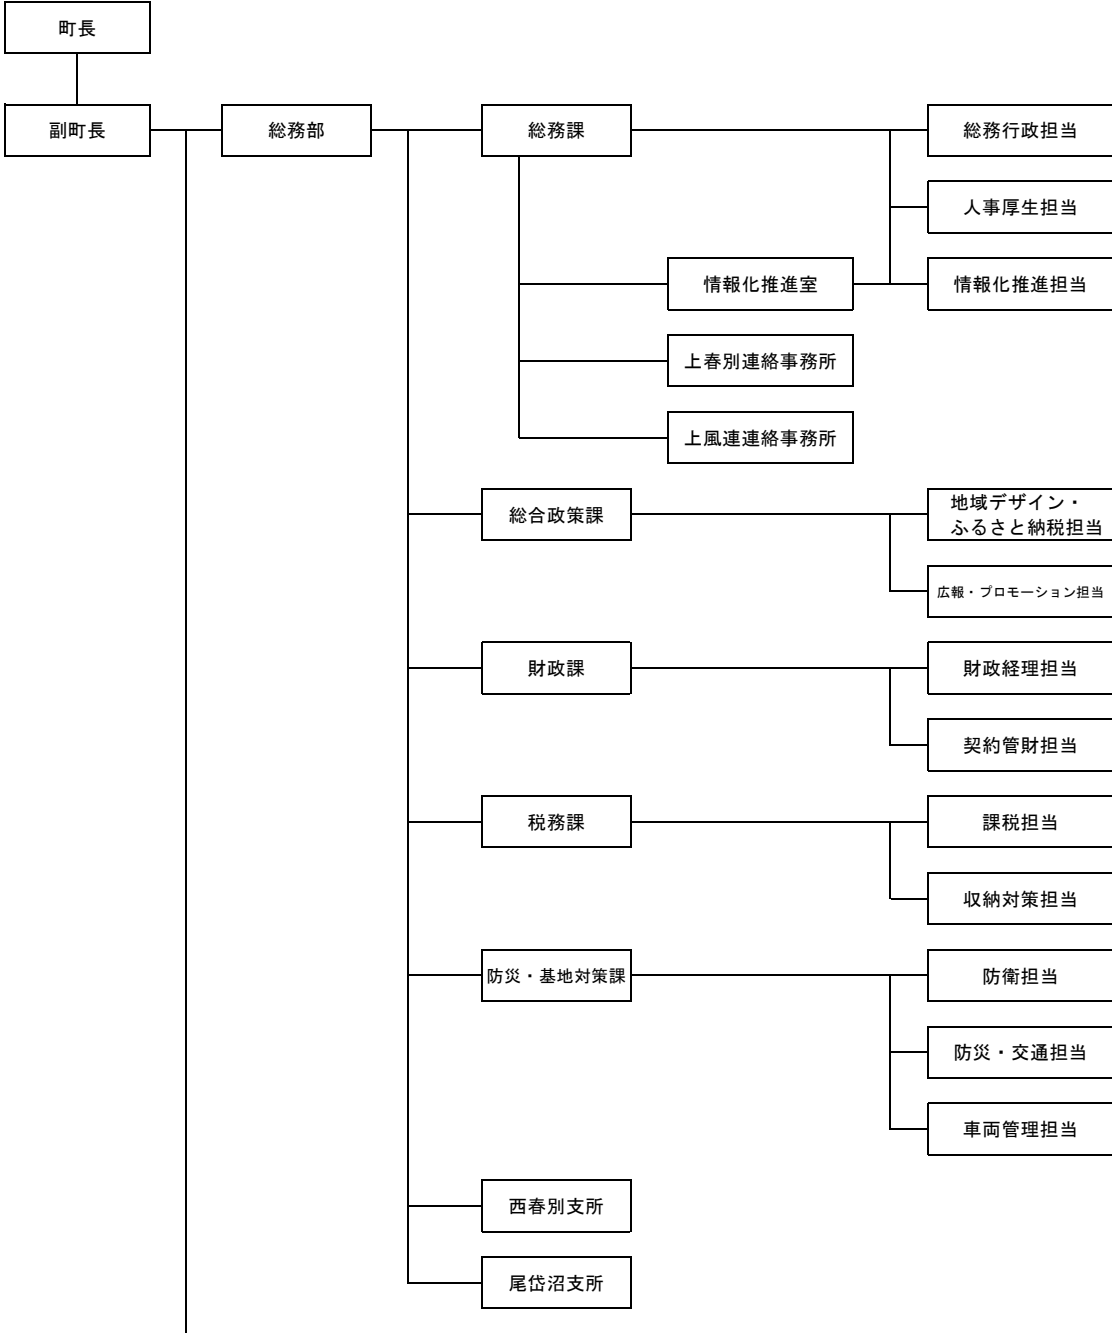 町長
副町長
総務部
総務課
総務行政担当
人事厚生担当
情報化推進室
情報化推進担当
上春別連絡事務所
上風連連絡事務所
総合政策課
地域デザイン・
ふるさと納税担当
広報・プロモーション担当
財政課
財政経理担当
契約管財担当
税務課
課税担当
収納対策担当
防災・基地対策課
防衛担当
防災・交通担当
車両管理担当
西春別支所
尾岱沼支所